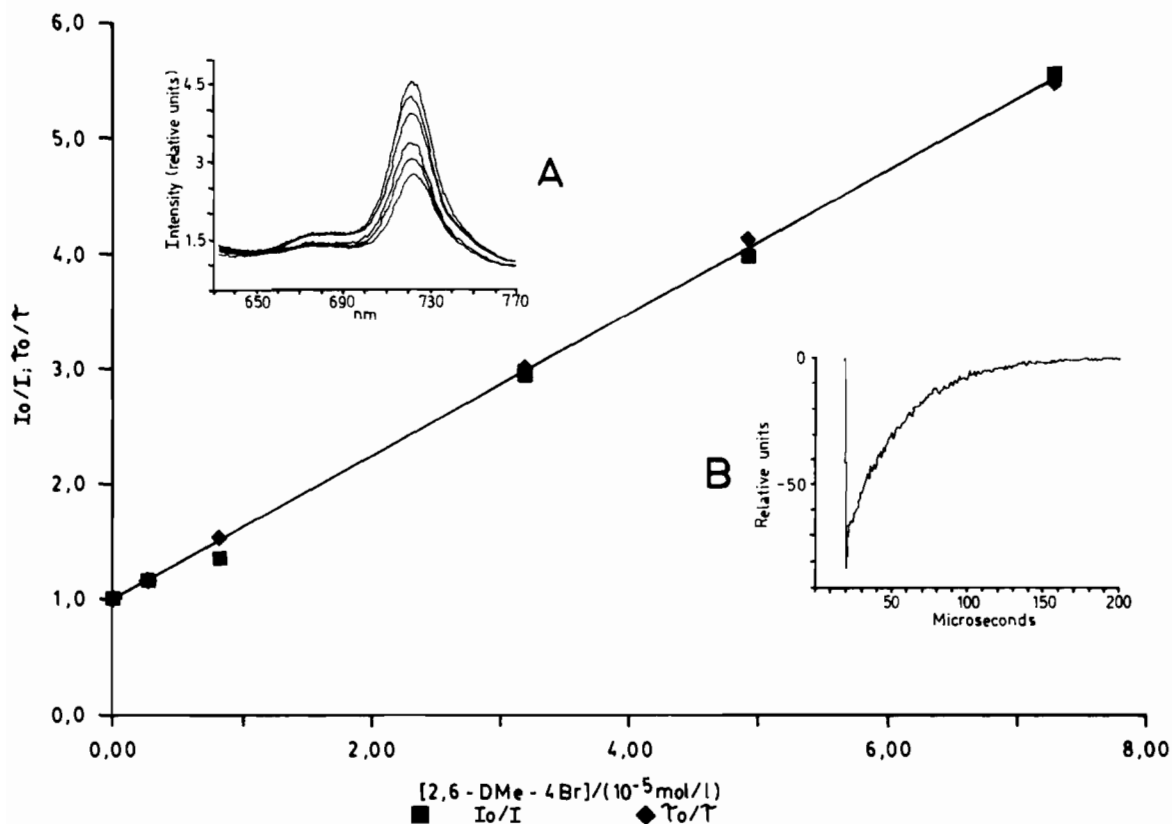 6,0
5,0
4,0
3,0
2,0
1,0
0,0
Io/I; τo/τ
0,00
2,00
4,00
6,00
8,00
[2,6 - DMe - 4Br]/(10⁻⁵mol/l)
■ Io/I ◆ τo/τ
A
Intensity (relative units)
4.5
3
1.5
650 690 730 770
nm
B
Relative units
0
-50
50 100 150 200
Microseconds